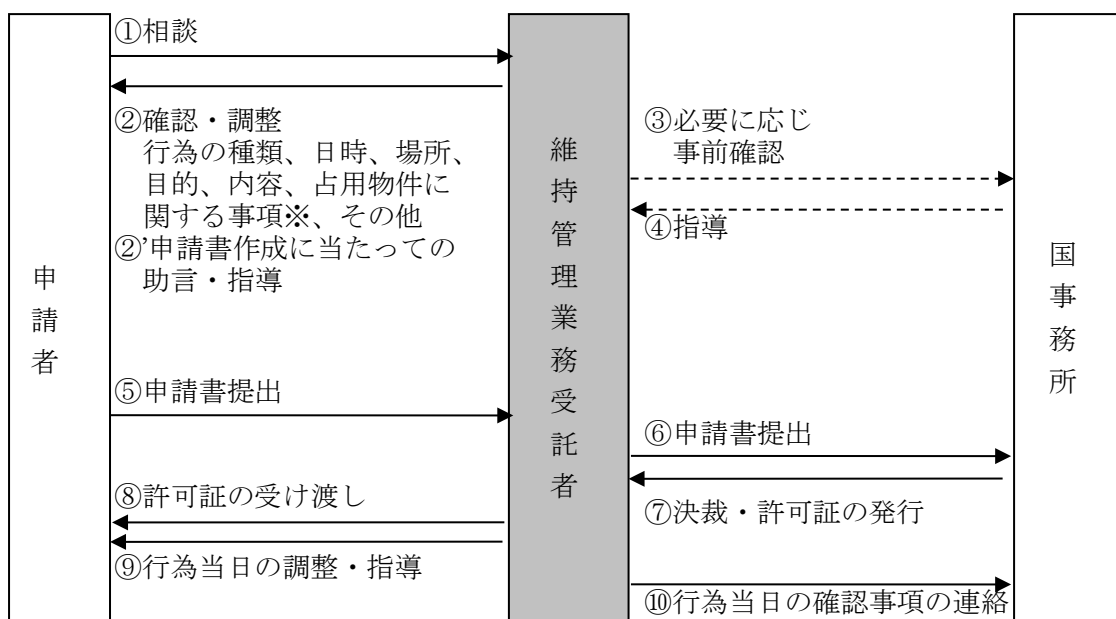 ①相談
②確認・調整
行為の種類、日時、場所、
目的、内容、占用物件に
関する事項※、その他
②’申請書作成に当たっての
助言・指導
③必要に応じ
事前確認
④指導
申請者
維持管理業務受託者
国事務所
⑤申請書提出
⑥申請書提出
⑦決裁・許可証の発行
⑧許可証の受け渡し
⑨行為当日の調整・指導
⑩行為当日の確認事項の連絡